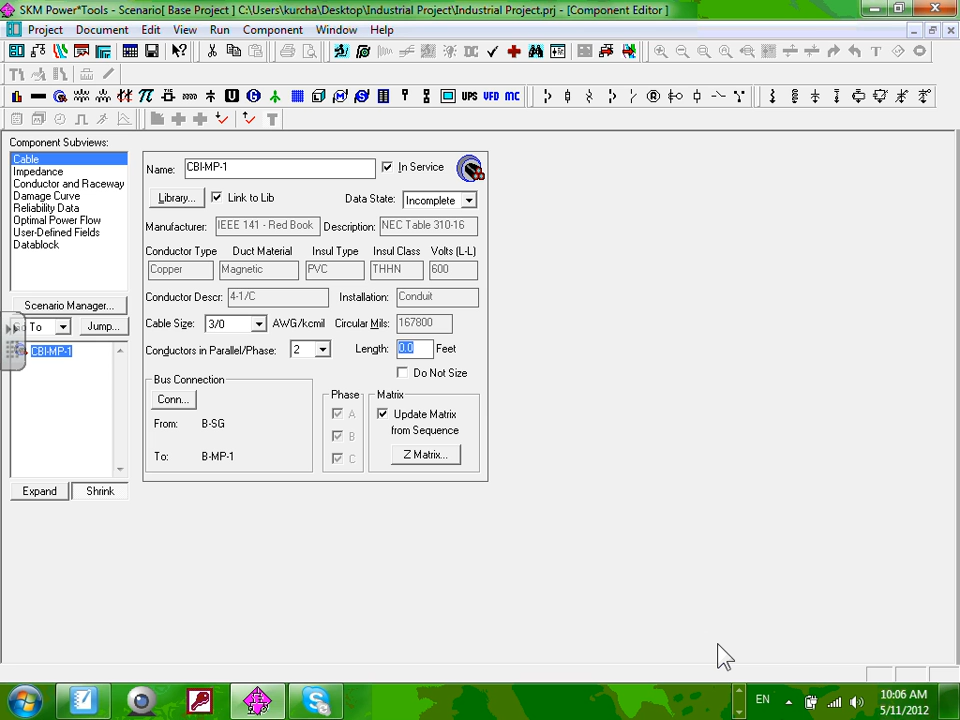 SKM Power*Tools - Scenario[ Base Project ] C:\Users\kurcha\Desktop\Industrial Project\Industrial Project.prj - [Component Editor ]
Project Document Edit View Run Component Window Help
UPS VFD MC
Component Subviews:
Cable
Impedance
Conductor and Raceway
Damage Curve
Reliability Data
Optimal Power Flow
User-Defined Fields
Datablock
Scenario Manager...
To Jump...
CBI-MP-1
Expand Shrink
Name: CBI-MP-1 In Service
Library... Link to Lib Data State: Incomplete
Manufacturer: IEEE 141 - Red Book Description: NEC Table 310-16
Conductor Type Duct Material Insul Type Insul Class Volts (L-L)
Copper Magnetic PVC THHN 600
Conductor Descr: 4-1/C Installation: Conduit
Cable Size: 3/0 AWG/kcmil Circular Mils: 167800
Conductors in Parallel/Phase: 2 Length: 0.0 Feet
Do Not Size
Bus Connection Phase Matrix
Conn... A Update Matrix
From: B-SG B from Sequence
To: B-MP-1 C Z Matrix...
EN 10:06 AM
5/11/2012